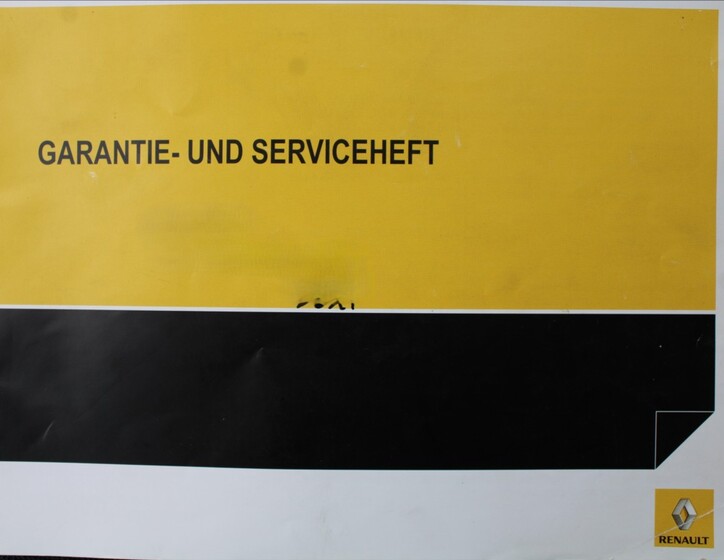 GARANTIE- UND SERVICEHEFT
RENAULT